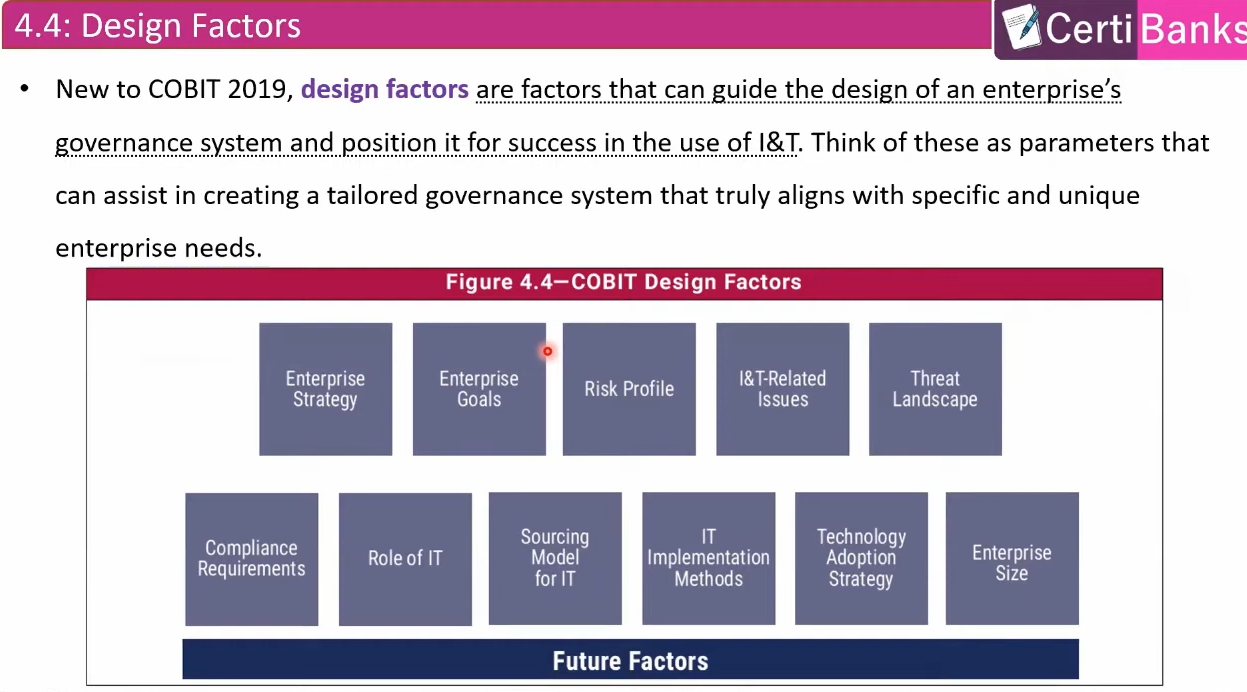 4.4: Design Factors
CertiBanks
• New to COBIT 2019, design factors are factors that can guide the design of an enterprise’s
governance system and position it for success in the use of I&T. Think of these as parameters that
can assist in creating a tailored governance system that truly aligns with specific and unique
enterprise needs.
Figure 4.4—COBIT Design Factors
Enterprise
Strategy
Enterprise
Goals
Risk Profile
I&T-Related
Issues
Threat
Landscape
Compliance
Requirements
Role of IT
Sourcing
Model
for IT
IT
Implementation
Methods
Technology
Adoption
Strategy
Enterprise
Size
Future Factors